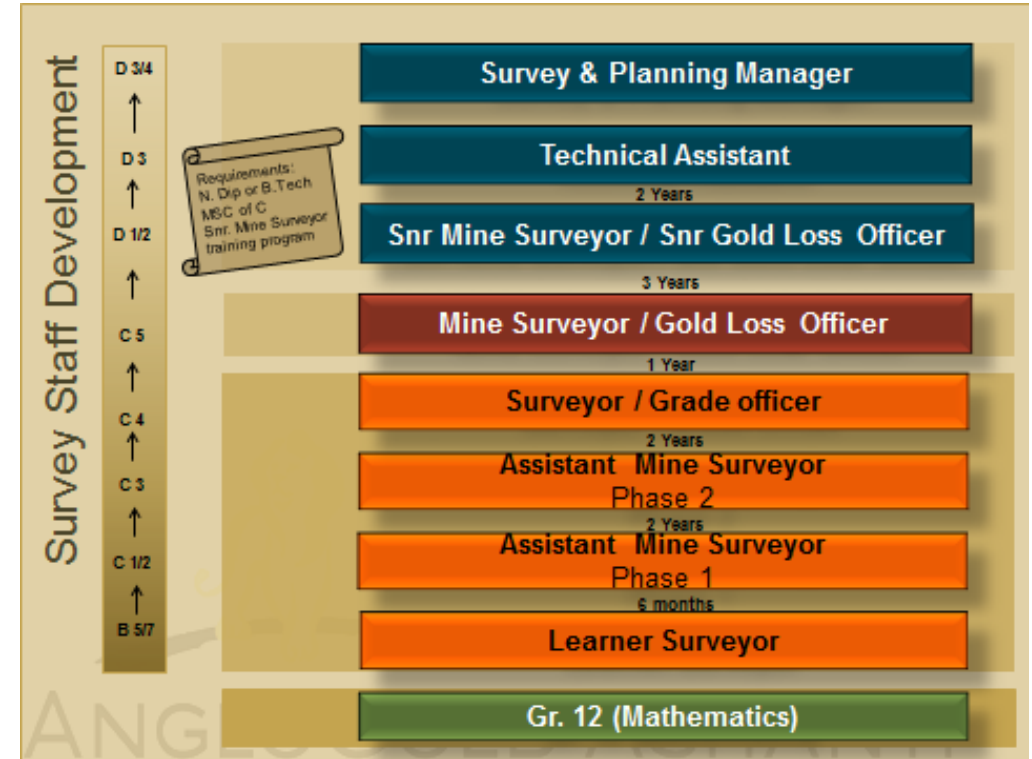 Survey Staff Development
D 3/4
D 3
D 1/2
C 5
C 4
C 3
C 1/2
B 5/7
Requirements:
N. Dip or B.Tech
MSC of C
Snr. Mine Surveyor
training program
Survey & Planning Manager
Technical Assistant
2 Years
Snr Mine Surveyor / Snr Gold Loss Officer
3 Years
Mine Surveyor / Gold Loss Officer
1 Year
Surveyor / Grade officer
2 Years
Assistant Mine Surveyor
Phase 2
2 Years
Assistant Mine Surveyor
Phase 1
6 months
Learner Surveyor
Gr. 12 (Mathematics)
ANGLOGOLD ASHANTI